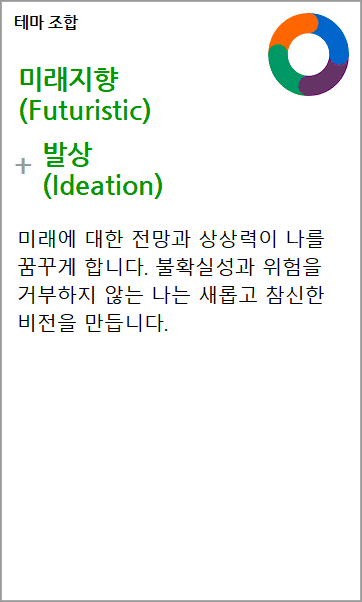 테마 조합
미래지향
(Futuristic)
+ 발상
(Ideation)
미래에 대한 전망과 상상력이 나를
꿈꾸게 합니다. 불확실성과 위험을
거부하지 않는 나는 새롭고 참신한
비전을 만듭니다.